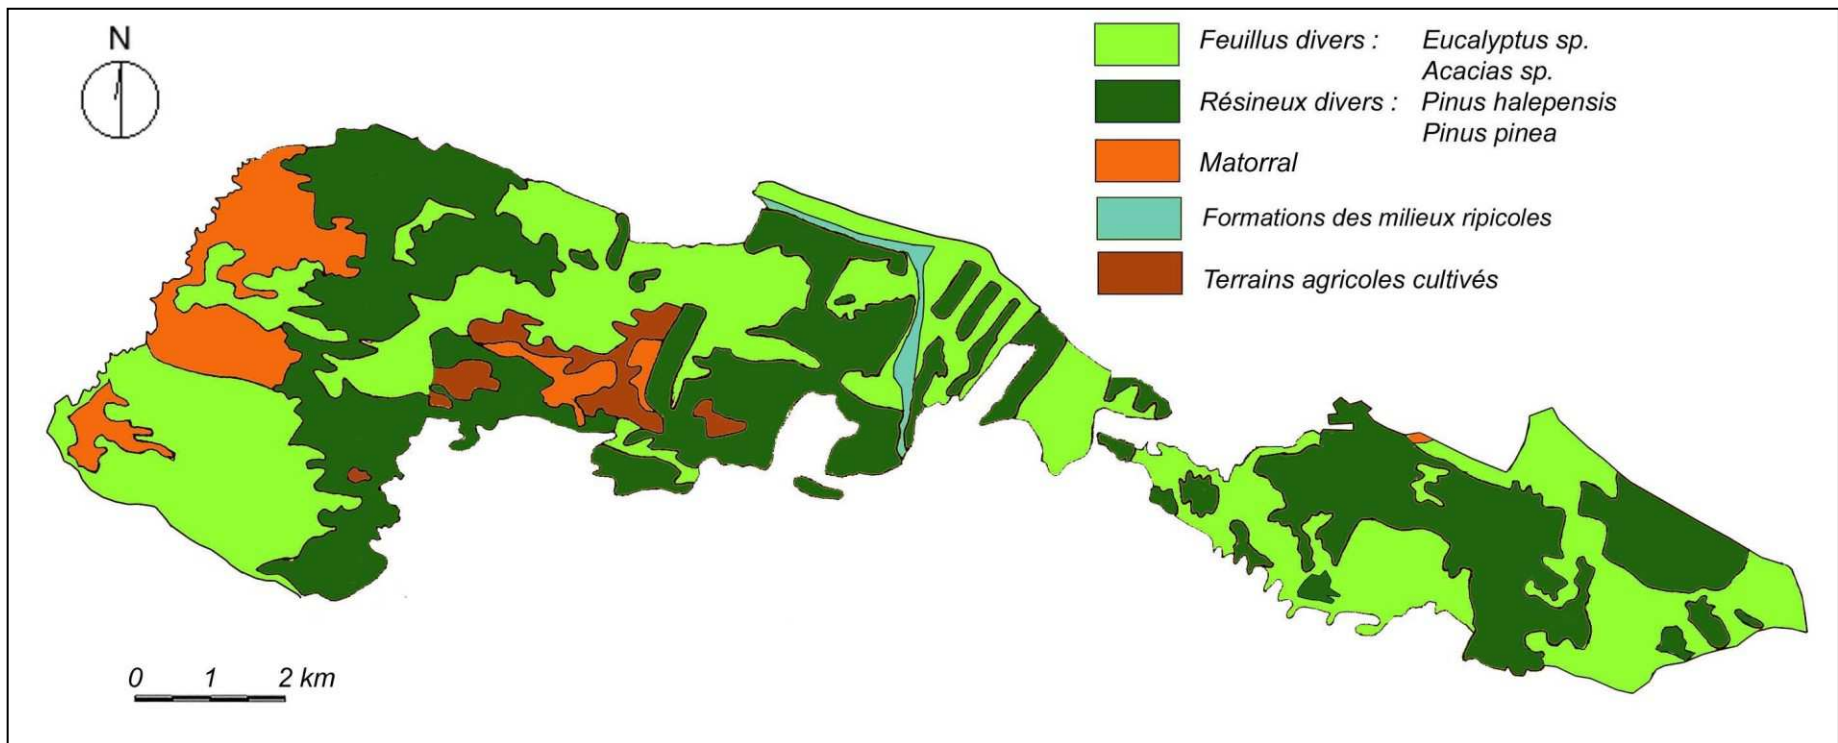 N
Feuillus divers : Eucalyptus sp.
Acacias sp.
Résineux divers : Pinus halepensis
Pinus pinea
Matorral
Formations des milieux ripicoles
Terrains agricoles cultivés
0 1 2 km